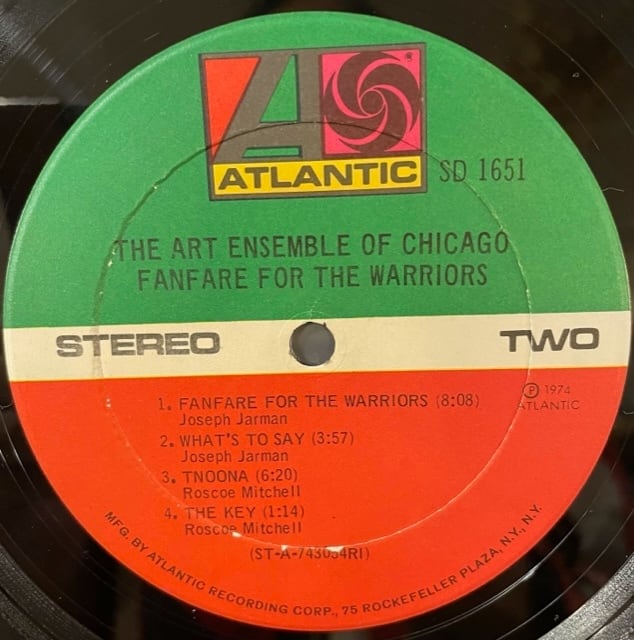 ATLANTIC
SD 1651
THE ART ENSEMBLE OF CHICAGO
FANFARE FOR THE WARRIORS
STEREO
TWO
1. FANFARE FOR THE WARRIORS (8:08)
Joseph Jarman
2. WHAT'S TO SAY (3:57)
Joseph Jarman
3. TNOONA (6:20)
Roscoe Mitchell
4. THE KEY (1:14)
Roscoe Mitchell
(ST-A-743054RI)
℗ 1974
ATLANTIC
MFG. BY ATLANTIC RECORDING CORP., 75 ROCKEFELLER PLAZA, N.Y., N.Y.